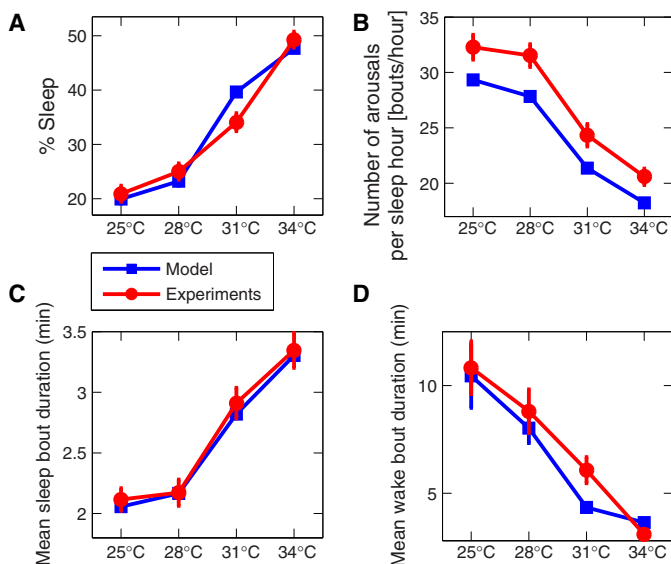 A
% Sleep
50
40
30
20
25°C 28°C 31°C 34°C
B
Number of arousals
per sleep hour [bouts/hour]
35
30
25
20
25°C 28°C 31°C 34°C
Model
Experiments
C
Mean sleep bout duration (min)
3.5
3
2.5
2
25°C 28°C 31°C 34°C
D
Mean wake bout duration (min)
10
5
25°C 28°C 31°C 34°C